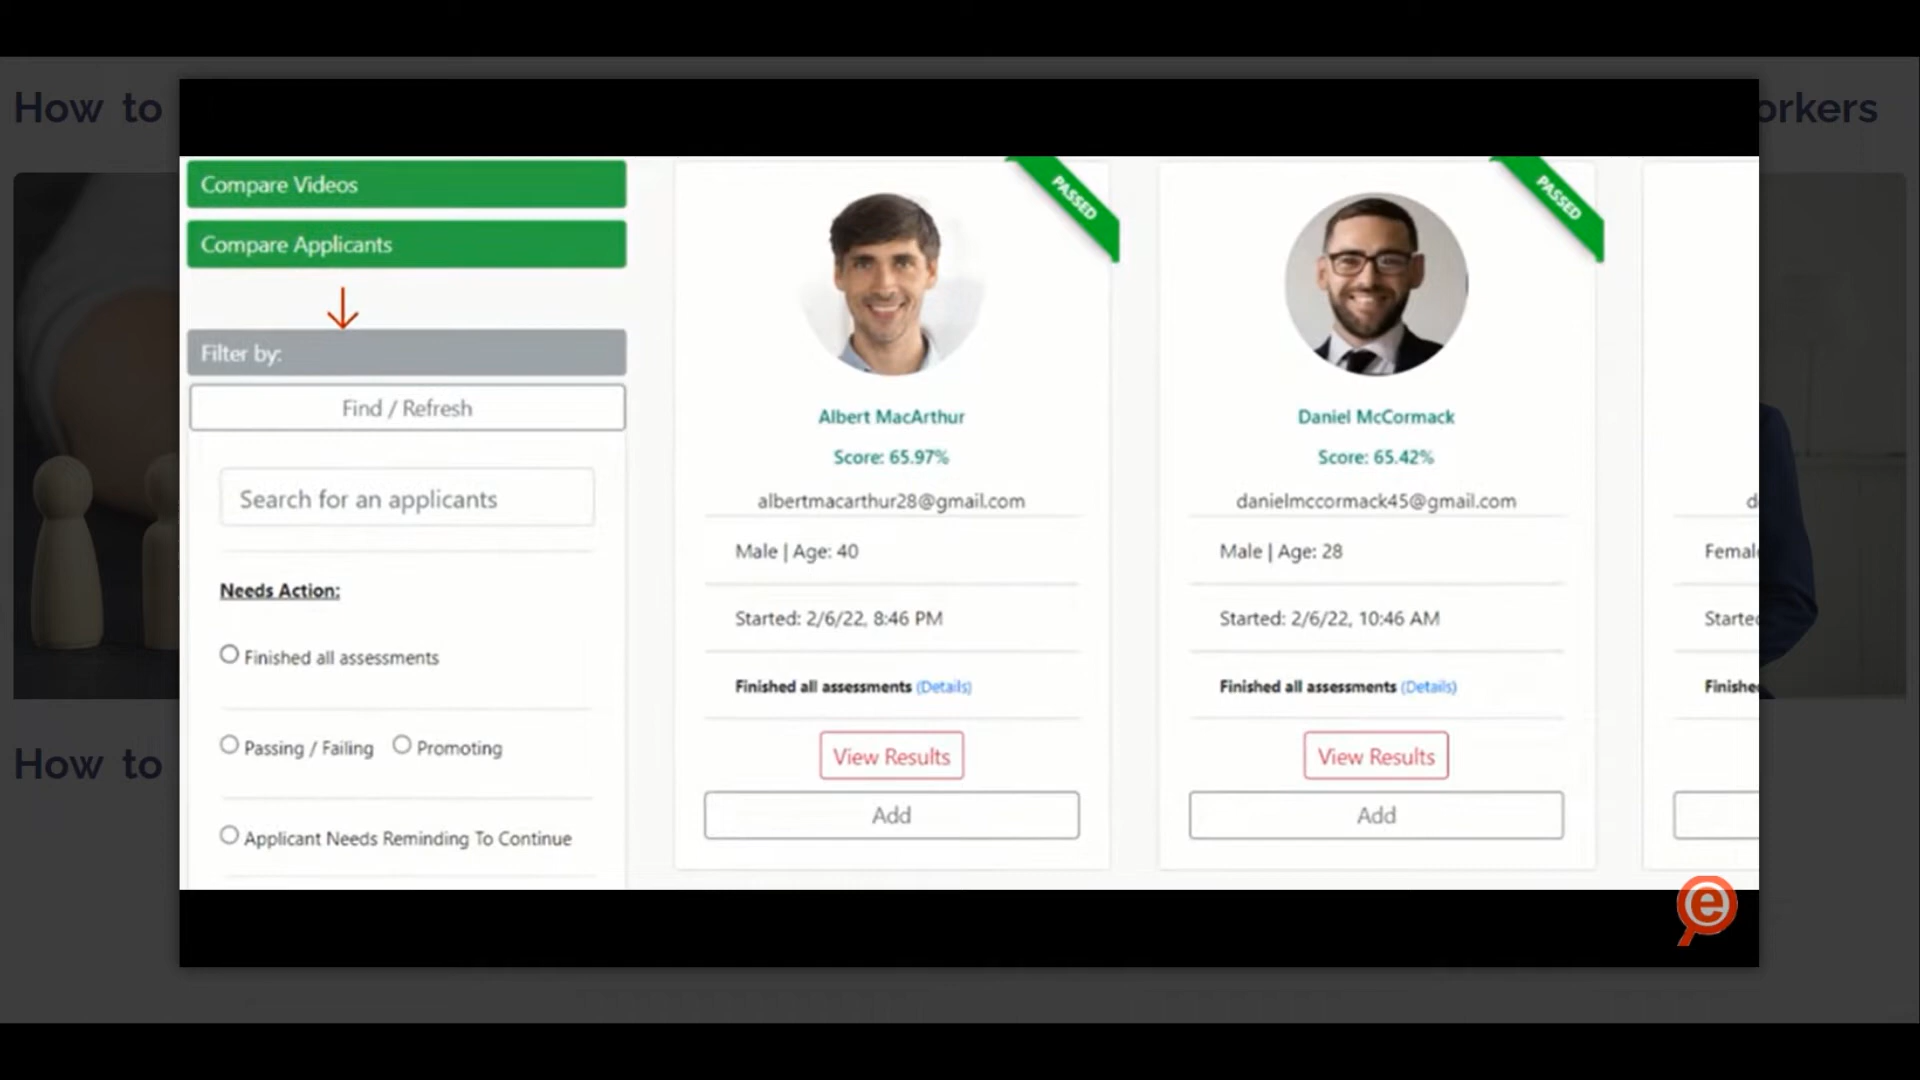 How to
orkers
Compare Videos
Compare Applicants
Filter by:
Find / Refresh
Search for an applicants
Needs Action:
Finished all assessments
Passing / Failing
Promoting
Applicant Needs Reminding To Continue
PASSED
Albert MacArthur
Score: 65.97%
albertmacarthur28@gmail.com
Male | Age: 40
Started: 2/6/22, 8:46 PM
Finished all assessments (Details)
View Results
Add
PASSED
Daniel McCormack
Score: 65.42%
danielmccormack45@gmail.com
Male | Age: 28
Started: 2/6/22, 10:46 AM
Finished all assessments (Details)
View Results
Add
d
Femal
Starte
Finishe
How to
e